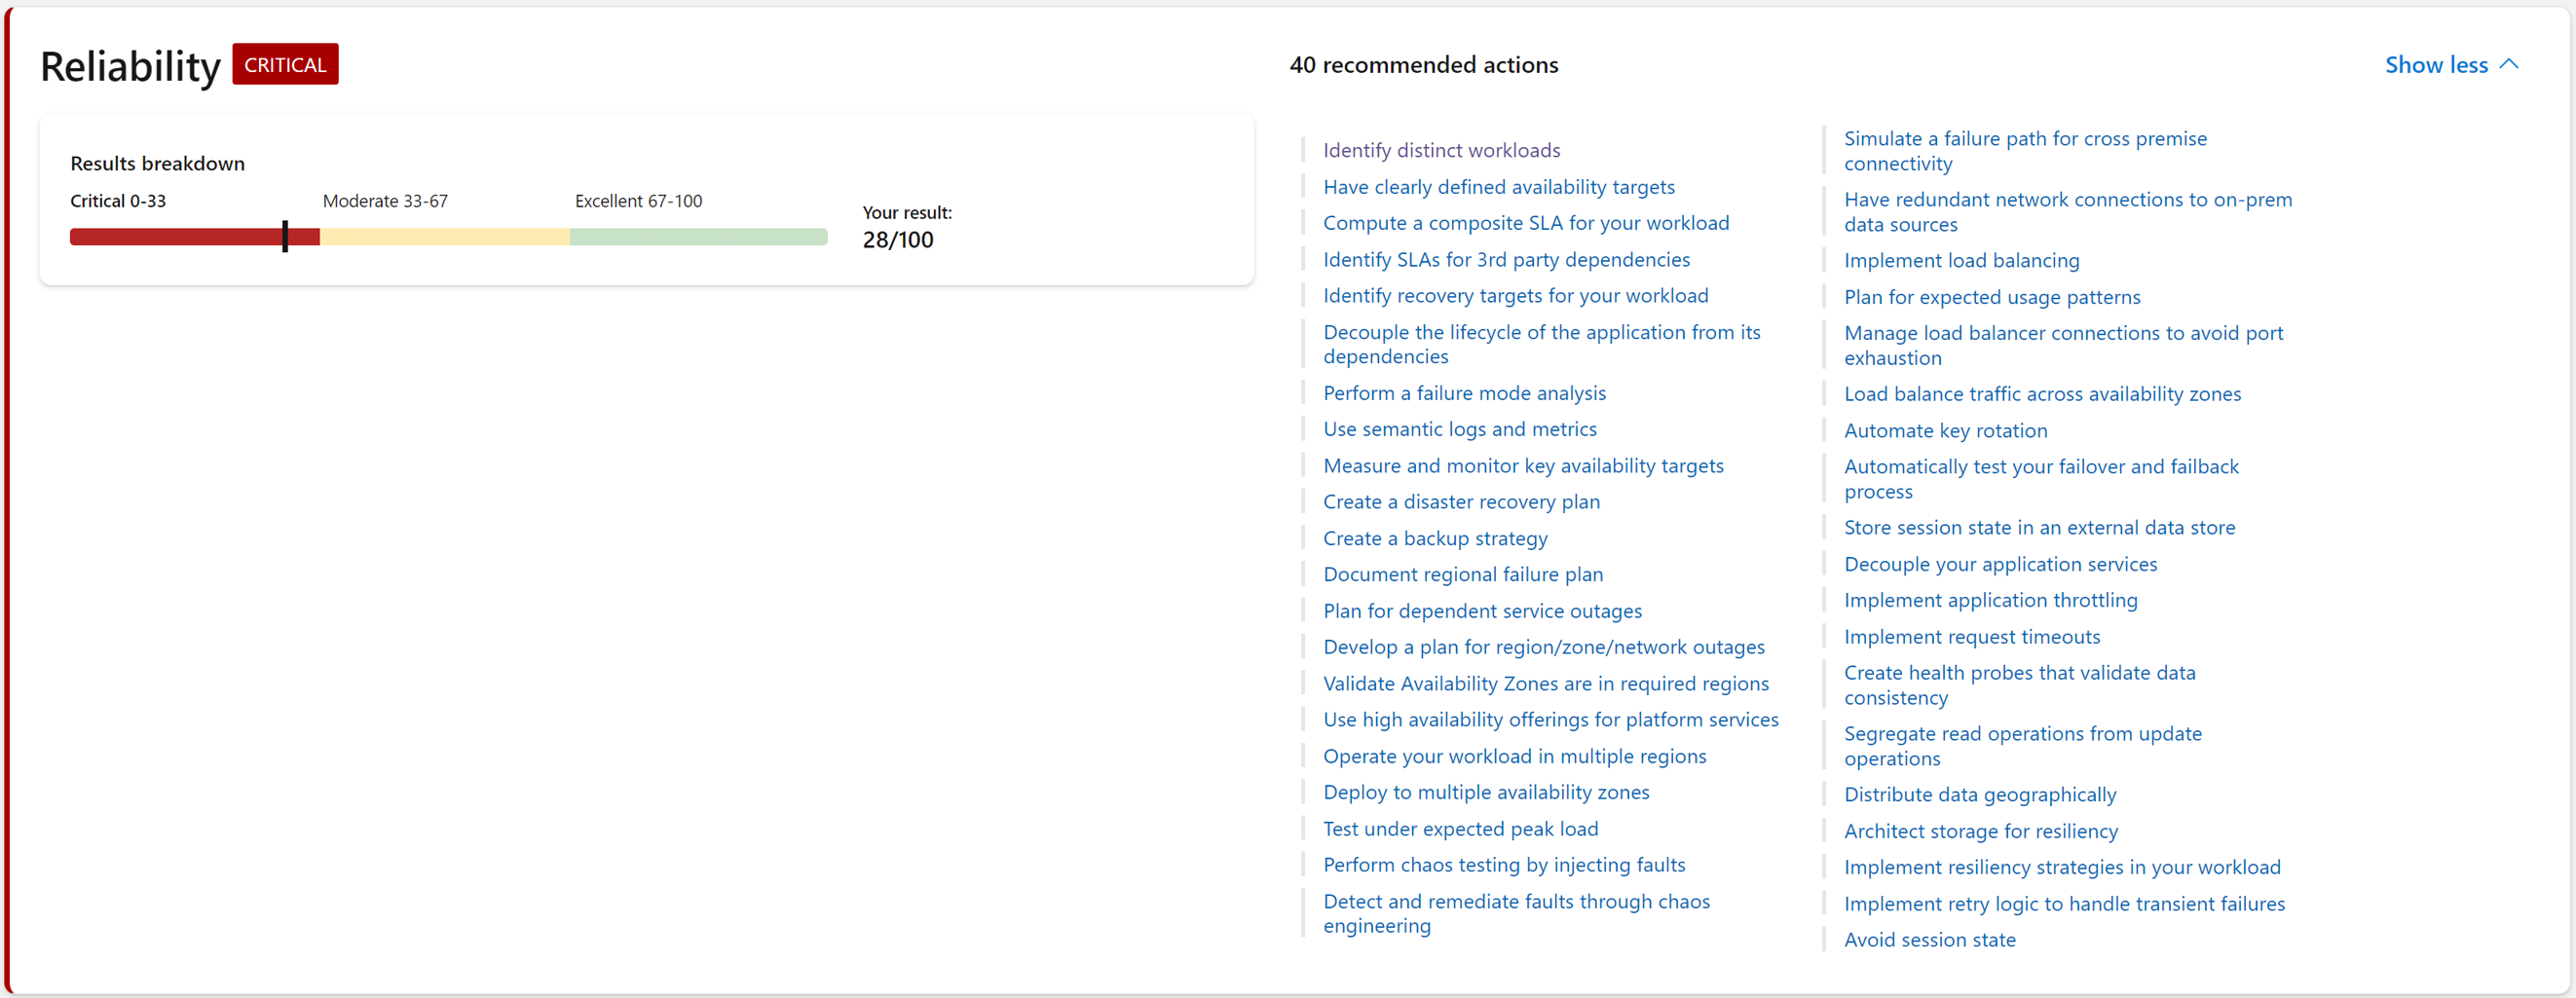 Reliability CRITICAL
Results breakdown
Critical 0-33 Moderate 33-67 Excellent 67-100
Your result:
28/100
40 recommended actions
Show less
Identify distinct workloads
Have clearly defined availability targets
Compute a composite SLA for your workload
Identify SLAs for 3rd party dependencies
Identify recovery targets for your workload
Decouple the lifecycle of the application from its
dependencies
Perform a failure mode analysis
Use semantic logs and metrics
Measure and monitor key availability targets
Create a disaster recovery plan
Create a backup strategy
Document regional failure plan
Plan for dependent service outages
Develop a plan for region/zone/network outages
Validate Availability Zones are in required regions
Use high availability offerings for platform services
Operate your workload in multiple regions
Deploy to multiple availability zones
Test under expected peak load
Perform chaos testing by injecting faults
Detect and remediate faults through chaos
engineering
Simulate a failure path for cross premise
connectivity
Have redundant network connections to on-prem
data sources
Implement load balancing
Plan for expected usage patterns
Manage load balancer connections to avoid port
exhaustion
Load balance traffic across availability zones
Automate key rotation
Automatically test your failover and failback
process
Store session state in an external data store
Decouple your application services
Implement application throttling
Implement request timeouts
Create health probes that validate data
consistency
Segregate read operations from update
operations
Distribute data geographically
Architect storage for resiliency
Implement resiliency strategies in your workload
Implement retry logic to handle transient failures
Avoid session state